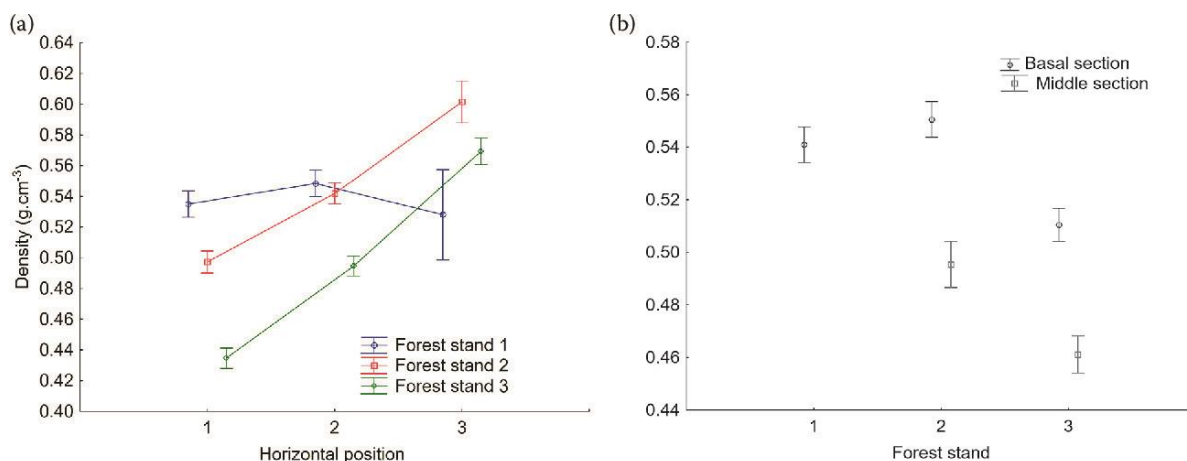 (a)
Density (g.cm-3)
0.64
0.62
0.60
0.58
0.56
0.54
0.52
0.50
0.48
0.46
0.44
0.42
0.40
Forest stand 1
Forest stand 2
Forest stand 3
1 2 3
Horizontal position
(b)
0.58
0.56
0.54
0.52
0.50
0.48
0.46
0.44
Basal section
Middle section
1 2 3
Forest stand